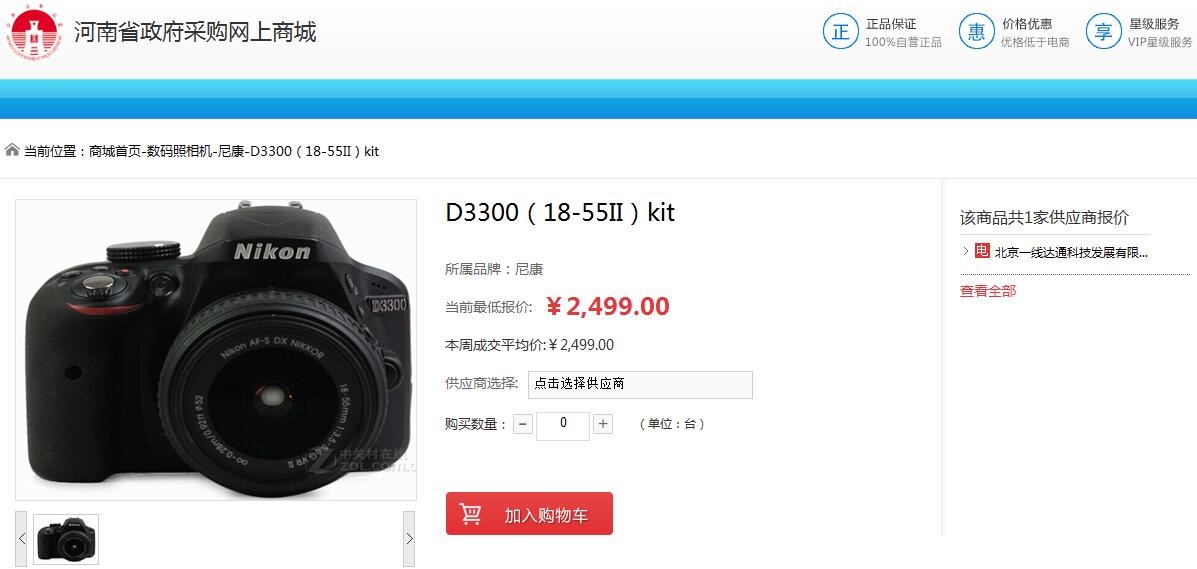 河南省政府采购网上商城
正 正品保证
100%自营正品
惠 价格优惠
优格低于电商
享 星级服务
VIP星级服务
当前位置：商城首页-数码照相机-尼康-D3300（18-55II）kit
D3300（18-55II）kit
所属品牌：尼康
当前最低报价: ￥2,499.00
本周成交平均价:￥2,499.00
供应商选择: 点击选择供应商
购买数量： － 0 ＋ （单位：台）
加入购物车
该商品共1家供应商报价
电 北京一线达通科技发展有限...
查看全部
Nikon
D3300
Nikon AF-S DX NIKKOR
18-55mm 1:3.5-5.6G VR II
∞-0.28m/0.92ft ø52
中关村在线
ZOL.com.c
Nikon